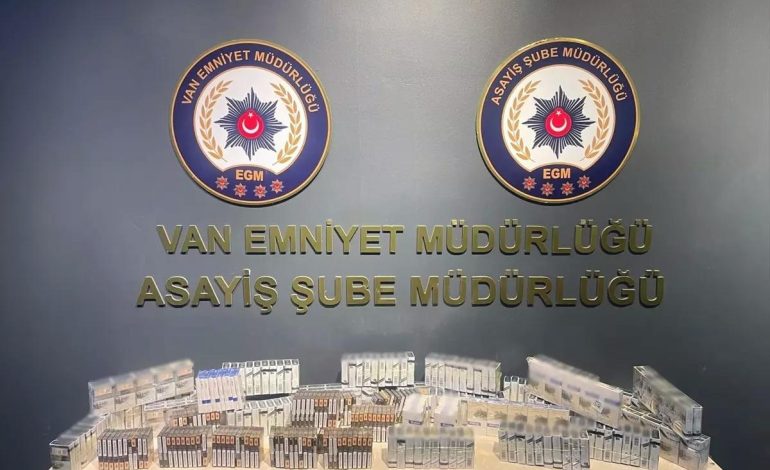 VAN EMNİYET MÜDÜRLÜĞÜ
EGM
ASAYİŞ ŞUBE MÜDÜRLÜĞÜ
EGM
VAN EMNİYET MÜDÜRLÜĞÜ
ASAYİŞ ŞUBE MÜDÜRLÜĞÜ